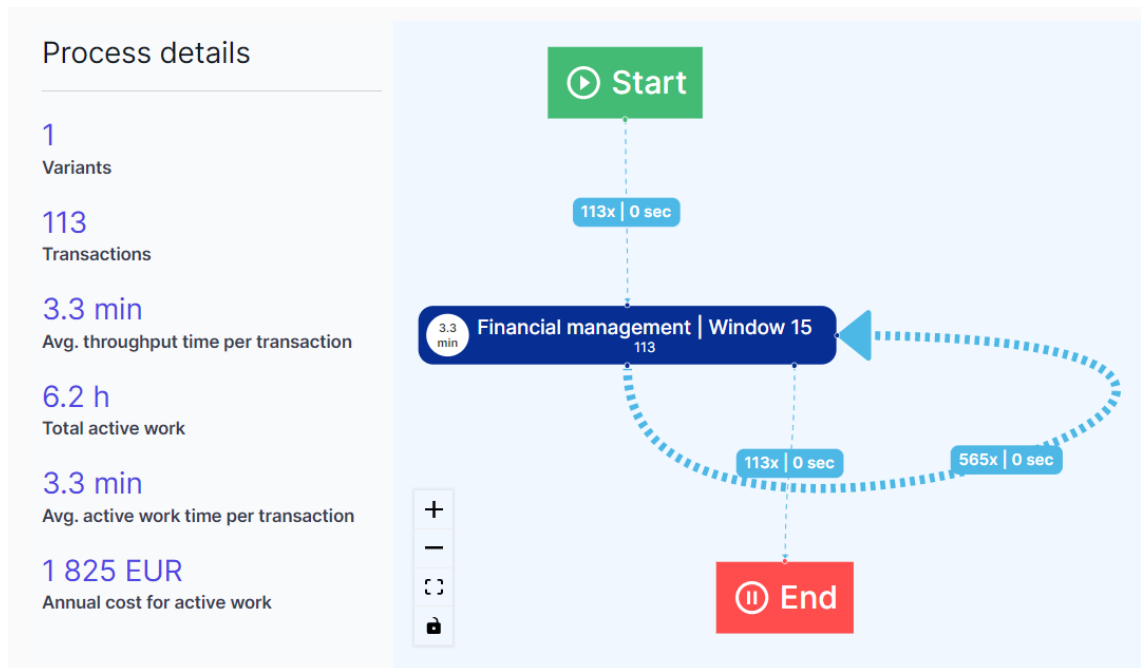 Process details
1
Variants
113
Transactions
3.3 min
Avg. throughput time per transaction
6.2 h
Total active work
3.3 min
Avg. active work time per transaction
1 825 EUR
Annual cost for active work
Start
113x | 0 sec
3.3
min
Financial management | Window 15
113
113x | 0 sec
565x | 0 sec
End